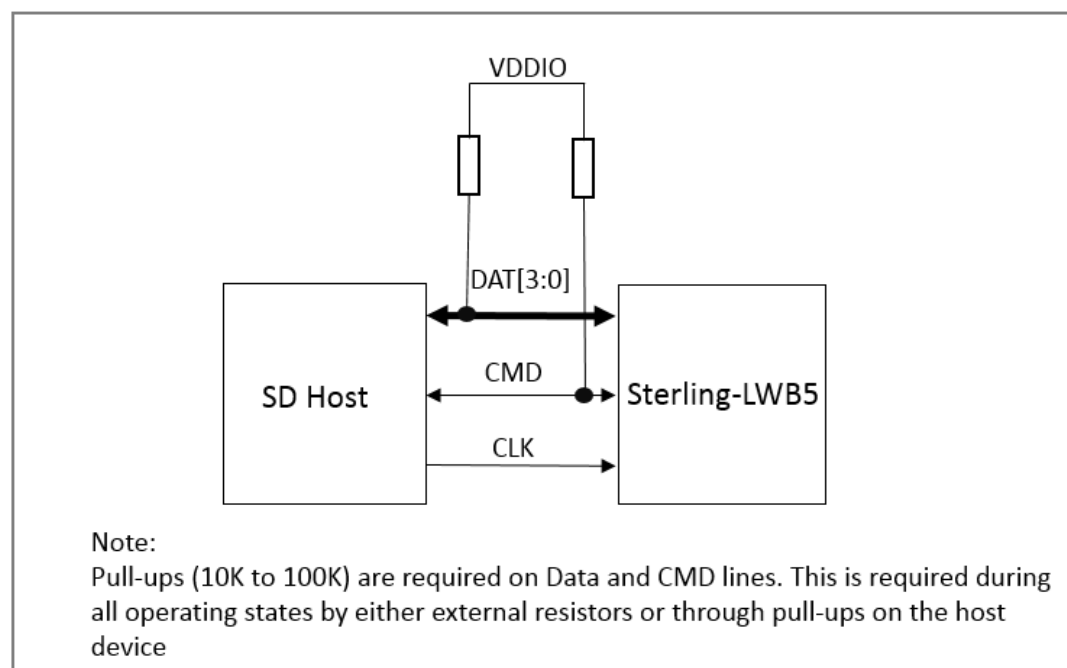 VDDIO
DAT[3:0]
CMD
SD Host
Sterling-LWB5
CLK
Note:
Pull-ups (10K to 100K) are required on Data and CMD lines. This is required during
all operating states by either external resistors or through pull-ups on the host
device